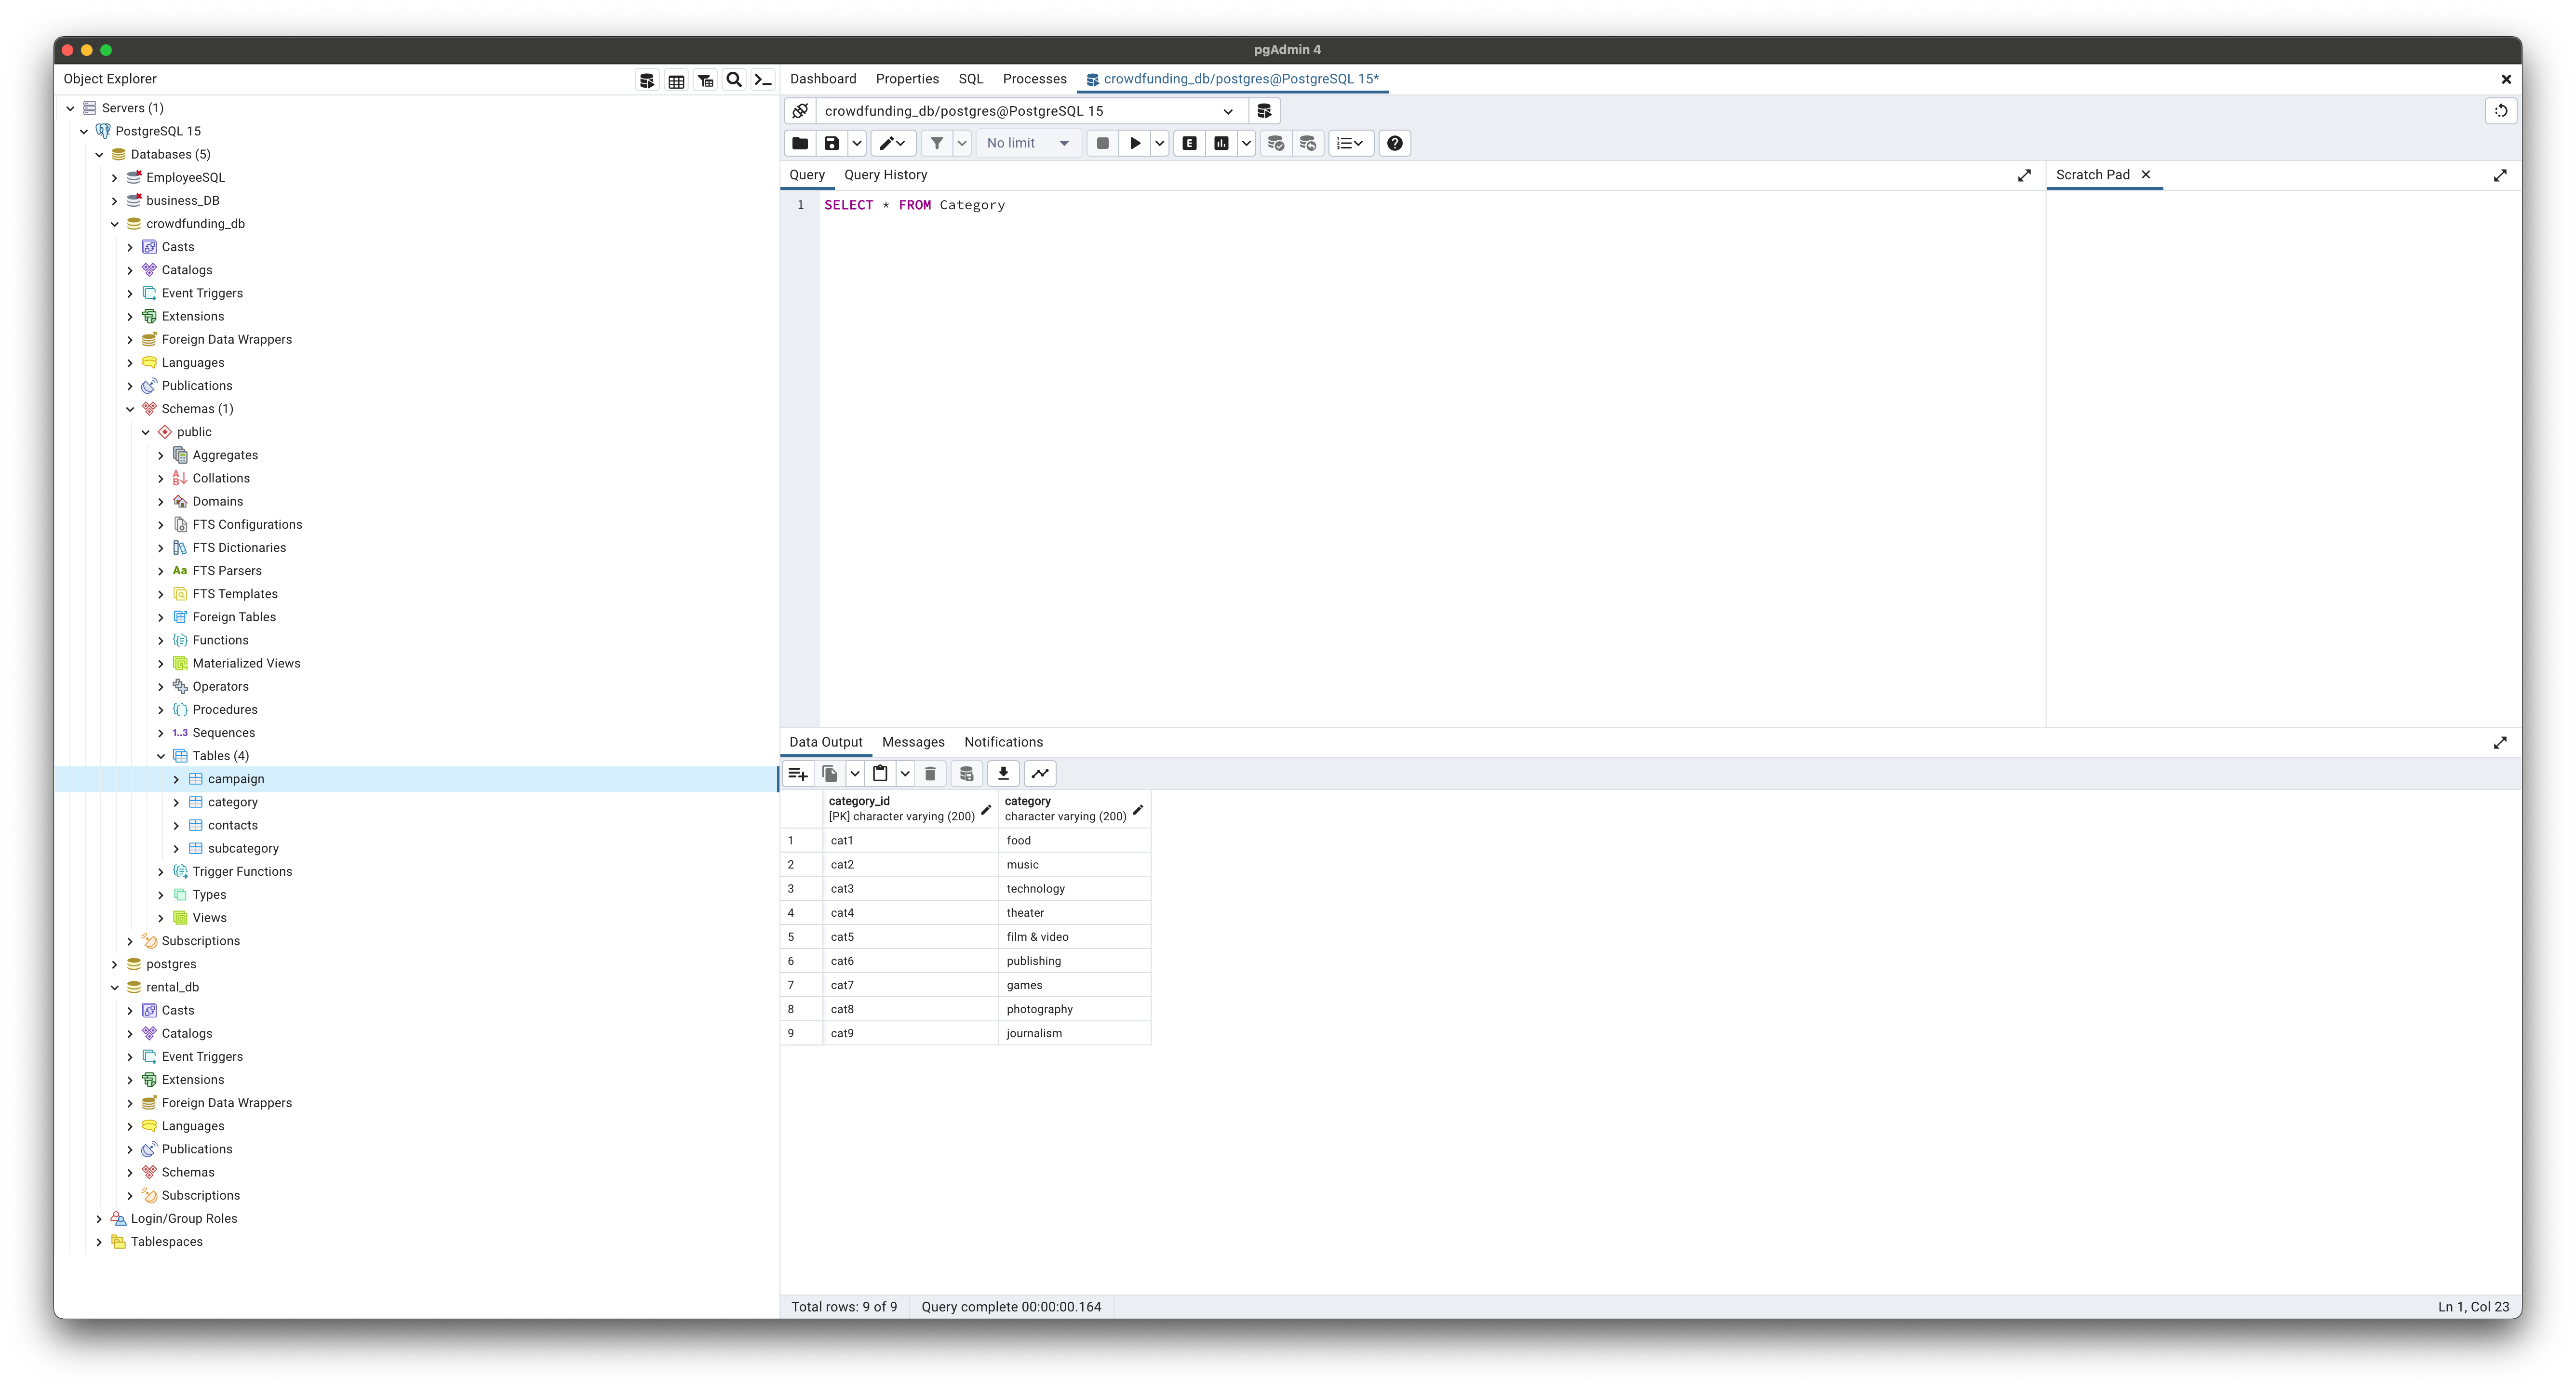 pgAdmin 4
Object Explorer
Servers (1)
PostgreSQL 15
Databases (5)
EmployeeSQL
business_DB
crowdfunding_db
Casts
Catalogs
Event Triggers
Extensions
Foreign Data Wrappers
Languages
Publications
Schemas (1)
public
Aggregates
Collations
Domains
FTS Configurations
FTS Dictionaries
Aa FTS Parsers
FTS Templates
Foreign Tables
Functions
Materialized Views
Operators
Procedures
1..3 Sequences
Tables (4)
campaign
category
contacts
subcategory
Trigger Functions
Types
Views
Subscriptions
postgres
rental_db
Casts
Catalogs
Event Triggers
Extensions
Foreign Data Wrappers
Languages
Publications
Schemas
Subscriptions
Login/Group Roles
Tablespaces
Dashboard Properties SQL Processes crowdfunding_db/postgres@PostgreSQL 15*
crowdfunding_db/postgres@PostgreSQL 15
No limit E
Query Query History
Scratch Pad
1 SELECT * FROM Category
Data Output Messages Notifications
category_id category
[PK] character varying (200) character varying (200)
1 cat1 food
2 cat2 music
3 cat3 technology
4 cat4 theater
5 cat5 film & video
6 cat6 publishing
7 cat7 games
8 cat8 photography
9 cat9 journalism
Total rows: 9 of 9 Query complete 00:00:00.164 Ln 1, Col 23